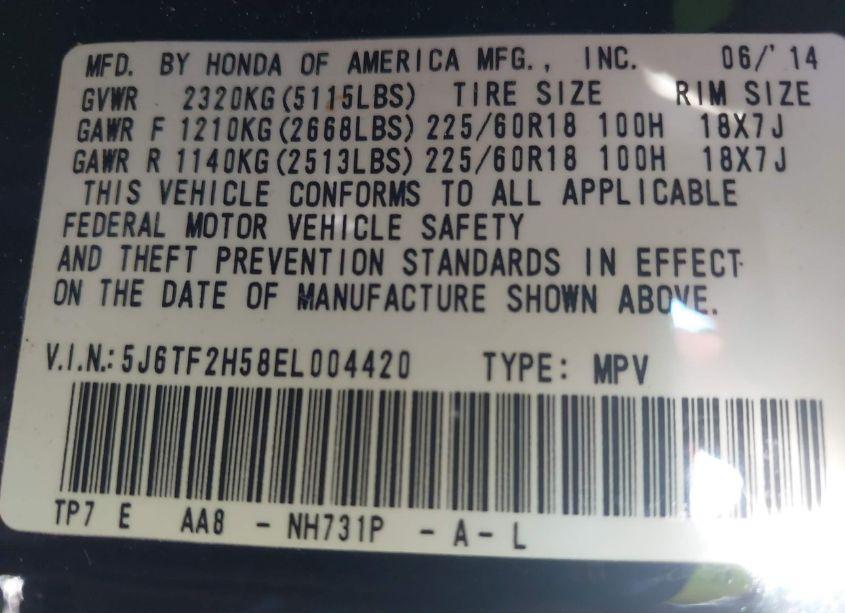 MFD. BY HONDA OF AMERICA MFG., INC. 06/'14
GVWR 2320KG(5115LBS) TIRE SIZE RIM SIZE
GAWR F 1210KG(2668LBS) 225/60R18 100H 18X7J
GAWR R 1140KG(2513LBS) 225/60R18 100H 18X7J
THIS VEHICLE CONFORMS TO ALL APPLICABLE
FEDERAL MOTOR VEHICLE SAFETY
AND THEFT PREVENTION STANDARDS IN EFFECT
ON THE DATE OF MANUFACTURE SHOWN ABOVE.
V.I.N.: 5J6TF2H58EL004420 TYPE: MPV
TP7 E AA8 - NH731P - A - L